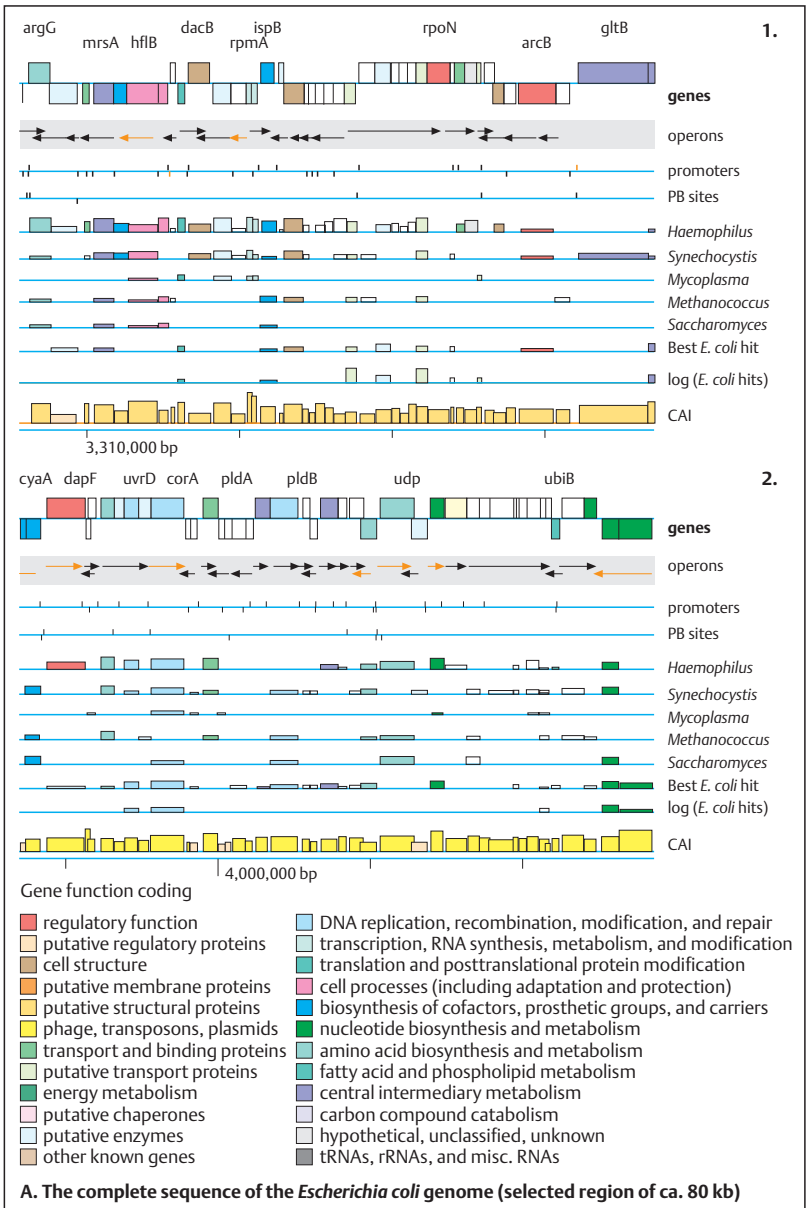 argG dacB ispB rpoN gltB 1.
mrsA hflB rpmA arcB
genes
operons
promoters
PB sites
Haemophilus
Synechocystis
Mycoplasma
Methanococcus
Saccharomyces
Best E. coli hit
log (E. coli hits)
CAI
3,310,000 bp
cyaA dapF uvrD corA pldA pldB udp ubiB 2.
genes
operons
promoters
PB sites
Haemophilus
Synechocystis
Mycoplasma
Methanococcus
Saccharomyces
Best E. coli hit
log (E. coli hits)
CAI
4,000,000 bp
Gene function coding
regulatory function
putative regulatory proteins
cell structure
putative membrane proteins
putative structural proteins
phage, transposons, plasmids
transport and binding proteins
putative transport proteins
energy metabolism
putative chaperones
putative enzymes
other known genes
DNA replication, recombination, modification, and repair
transcription, RNA synthesis, metabolism, and modification
translation and posttranslational protein modification
cell processes (including adaptation and protection)
biosynthesis of cofactors, prosthetic groups, and carriers
nucleotide biosynthesis and metabolism
amino acid biosynthesis and metabolism
fatty acid and phospholipid metabolism
central intermediary metabolism
carbon compound catabolism
hypothetical, unclassified, unknown
tRNAs, rRNAs, and misc. RNAs
A. The complete sequence of the Escherichia coli genome (selected region of ca. 80 kb)